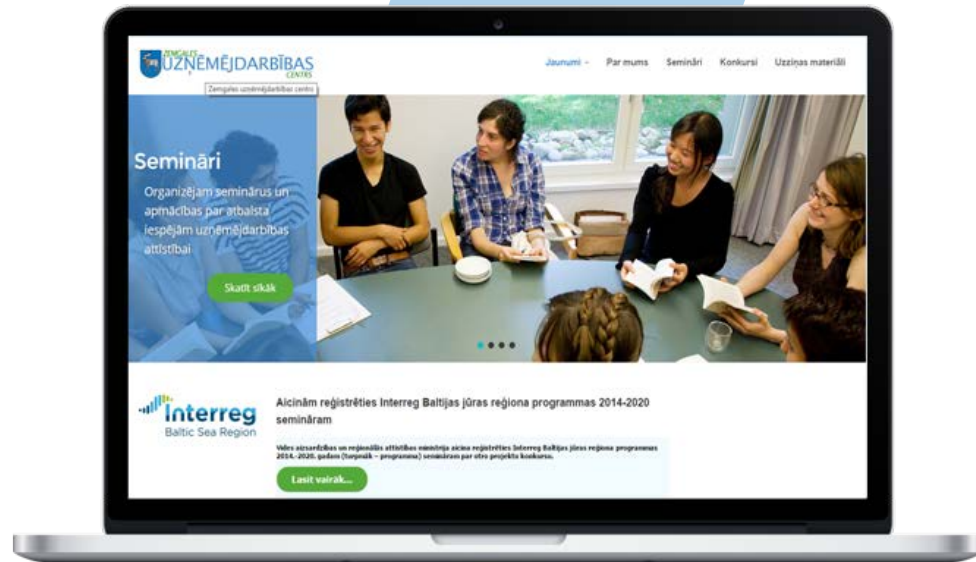 ZEMGALES
UZŅĒMĒJDARBĪBAS
CENTRS
Zemgales uzņēmējdarbības centrs
Jaunumi
Par mums
Semināri
Konkursi
Uzziņas materiāli
Semināri
Organizējam seminārus un
apmācības par atbalsta
iespējām uzņēmējdarbības
attīstībai
Skatīt sīkāk
Interreg
Baltic Sea Region
Aicinām reģistrēties Interreg Baltijas jūras reģiona programmas 2014-2020
semināram
Vides aizsardzības un reģionālās attīstības ministrija aicina reģistrēties Interreg Baltijas jūras reģiona programmas
2014.-2020. gadam (turpmāk – programma) semināram par otro projektu konkursu.
Lasīt vairāk...